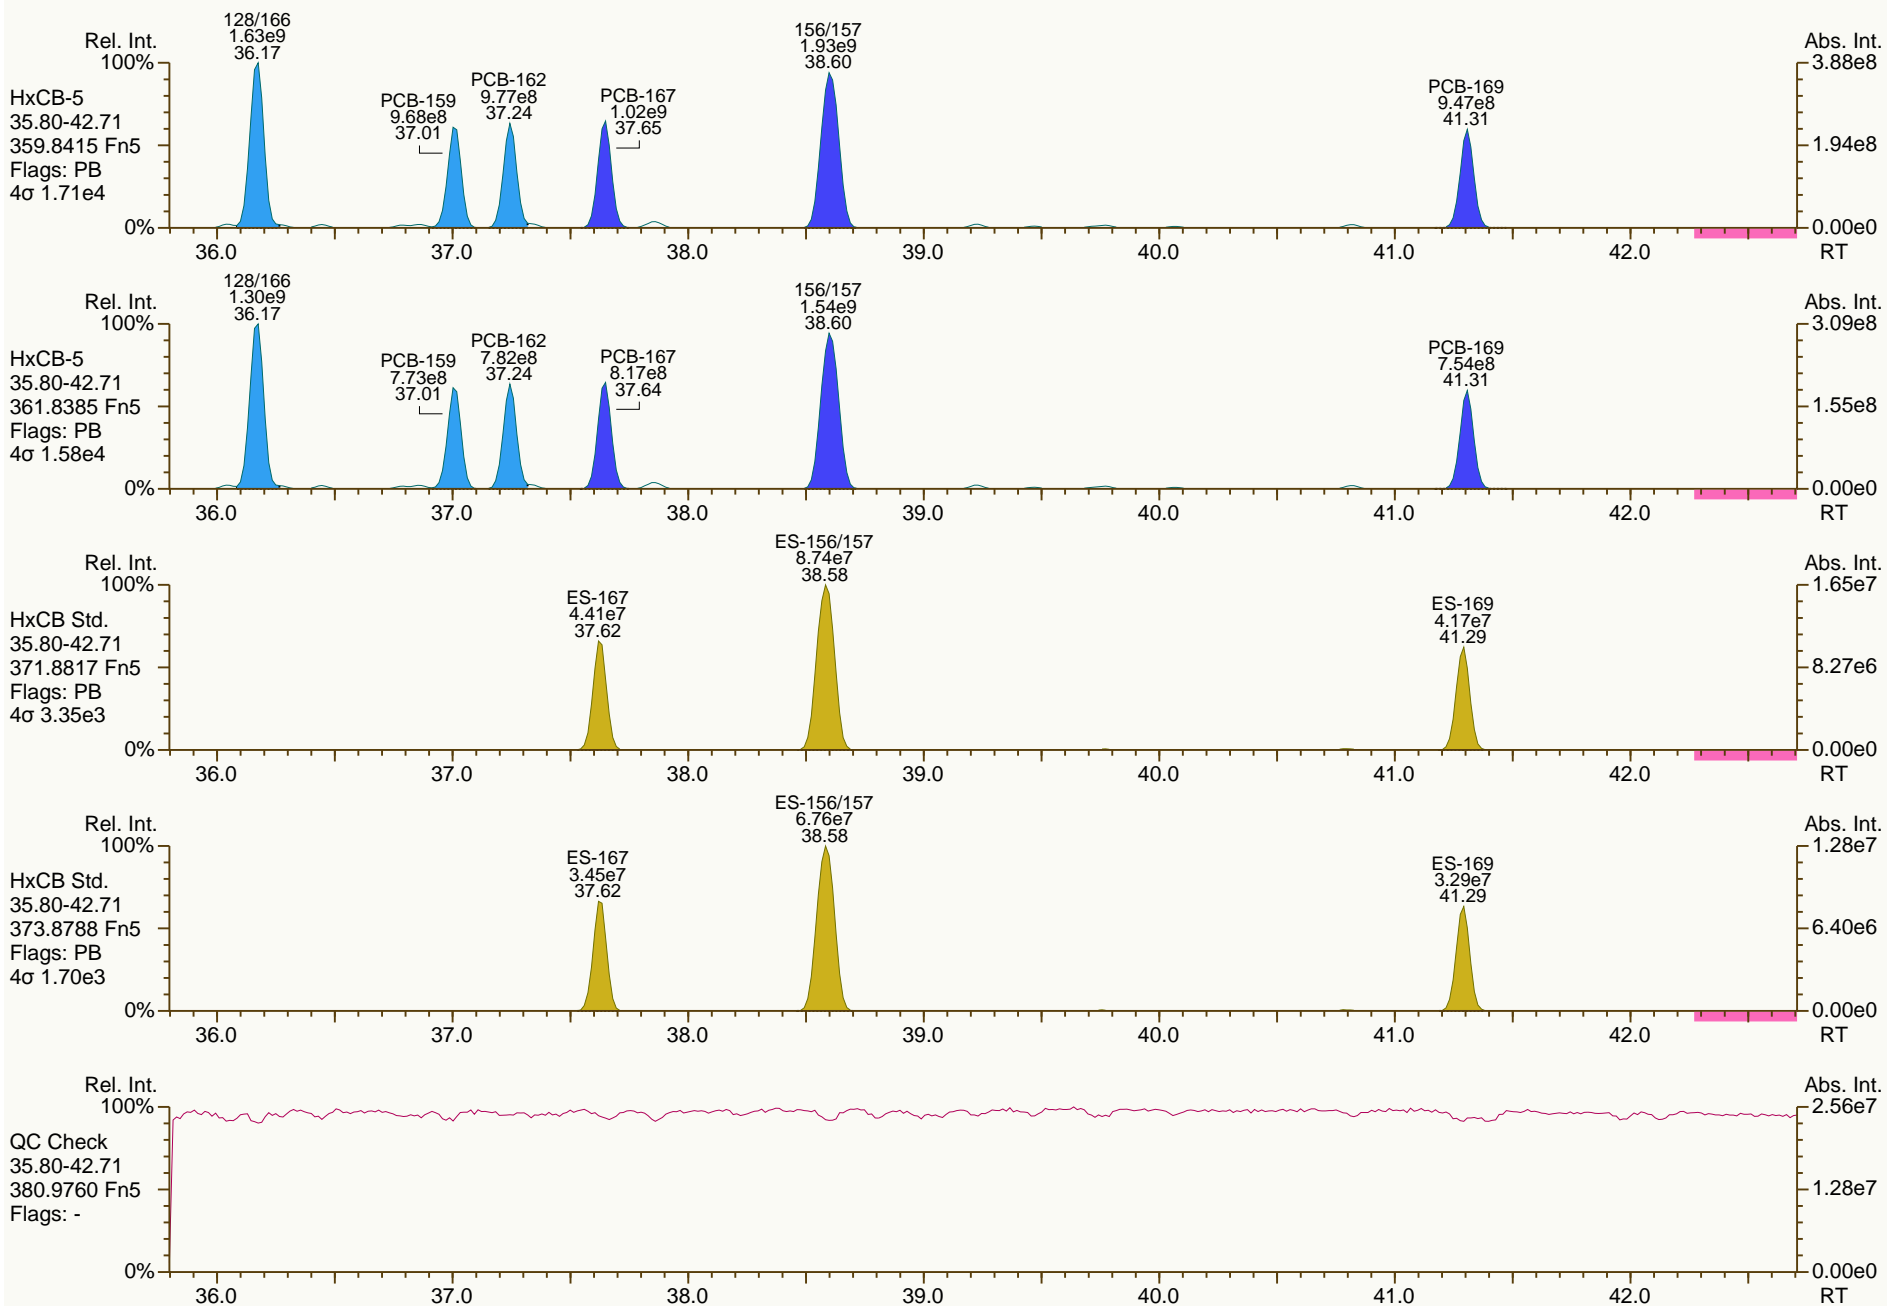 128/166
1.63e9
36.17
156/157
1.93e9
38.60
Rel. Int.
Abs. Int.
100%
3.88e8
HxCB-5
35.80-42.71
359.8415 Fn5
Flags: PB
4σ 1.71e4
PCB-159
9.68e8
37.01
PCB-162
9.77e8
37.24
PCB-167
1.02e9
37.65
PCB-169
9.47e8
41.31
1.94e8
0%
0.00e0
36.0 37.0 38.0 39.0 40.0 41.0 42.0 RT
128/166
1.30e9
36.17
156/157
1.54e9
38.60
Rel. Int.
Abs. Int.
100%
3.09e8
HxCB-5
35.80-42.71
361.8385 Fn5
Flags: PB
4σ 1.58e4
PCB-159
7.73e8
37.01
PCB-162
7.82e8
37.24
PCB-167
8.17e8
37.64
PCB-169
7.54e8
41.31
1.55e8
0%
0.00e0
36.0 37.0 38.0 39.0 40.0 41.0 42.0 RT
ES-156/157
8.74e7
38.58
Rel. Int.
Abs. Int.
100%
1.65e7
HxCB Std.
35.80-42.71
371.8817 Fn5
Flags: PB
4σ 3.35e3
ES-167
4.41e7
37.62
ES-169
4.17e7
41.29
8.27e6
0%
0.00e0
36.0 37.0 38.0 39.0 40.0 41.0 42.0 RT
ES-156/157
6.76e7
38.58
Rel. Int.
Abs. Int.
100%
1.28e7
HxCB Std.
35.80-42.71
373.8788 Fn5
Flags: PB
4σ 1.70e3
ES-167
3.45e7
37.62
ES-169
3.29e7
41.29
6.40e6
0%
0.00e0
36.0 37.0 38.0 39.0 40.0 41.0 42.0 RT
Rel. Int.
Abs. Int.
100%
2.56e7
QC Check
35.80-42.71
380.9760 Fn5
Flags: -
1.28e7
0%
0.00e0
36.0 37.0 38.0 39.0 40.0 41.0 42.0 RT